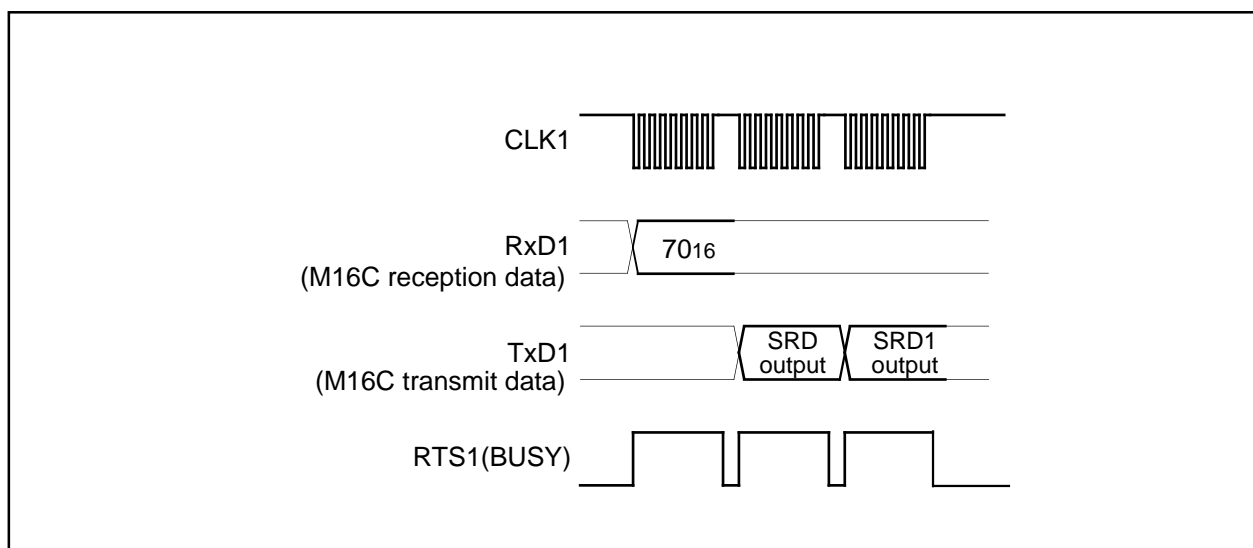 CLK1
RxD1
(M16C reception data)
7016
TxD1
(M16C transmit data)
SRD
output
SRD1
output
RTS1(BUSY)